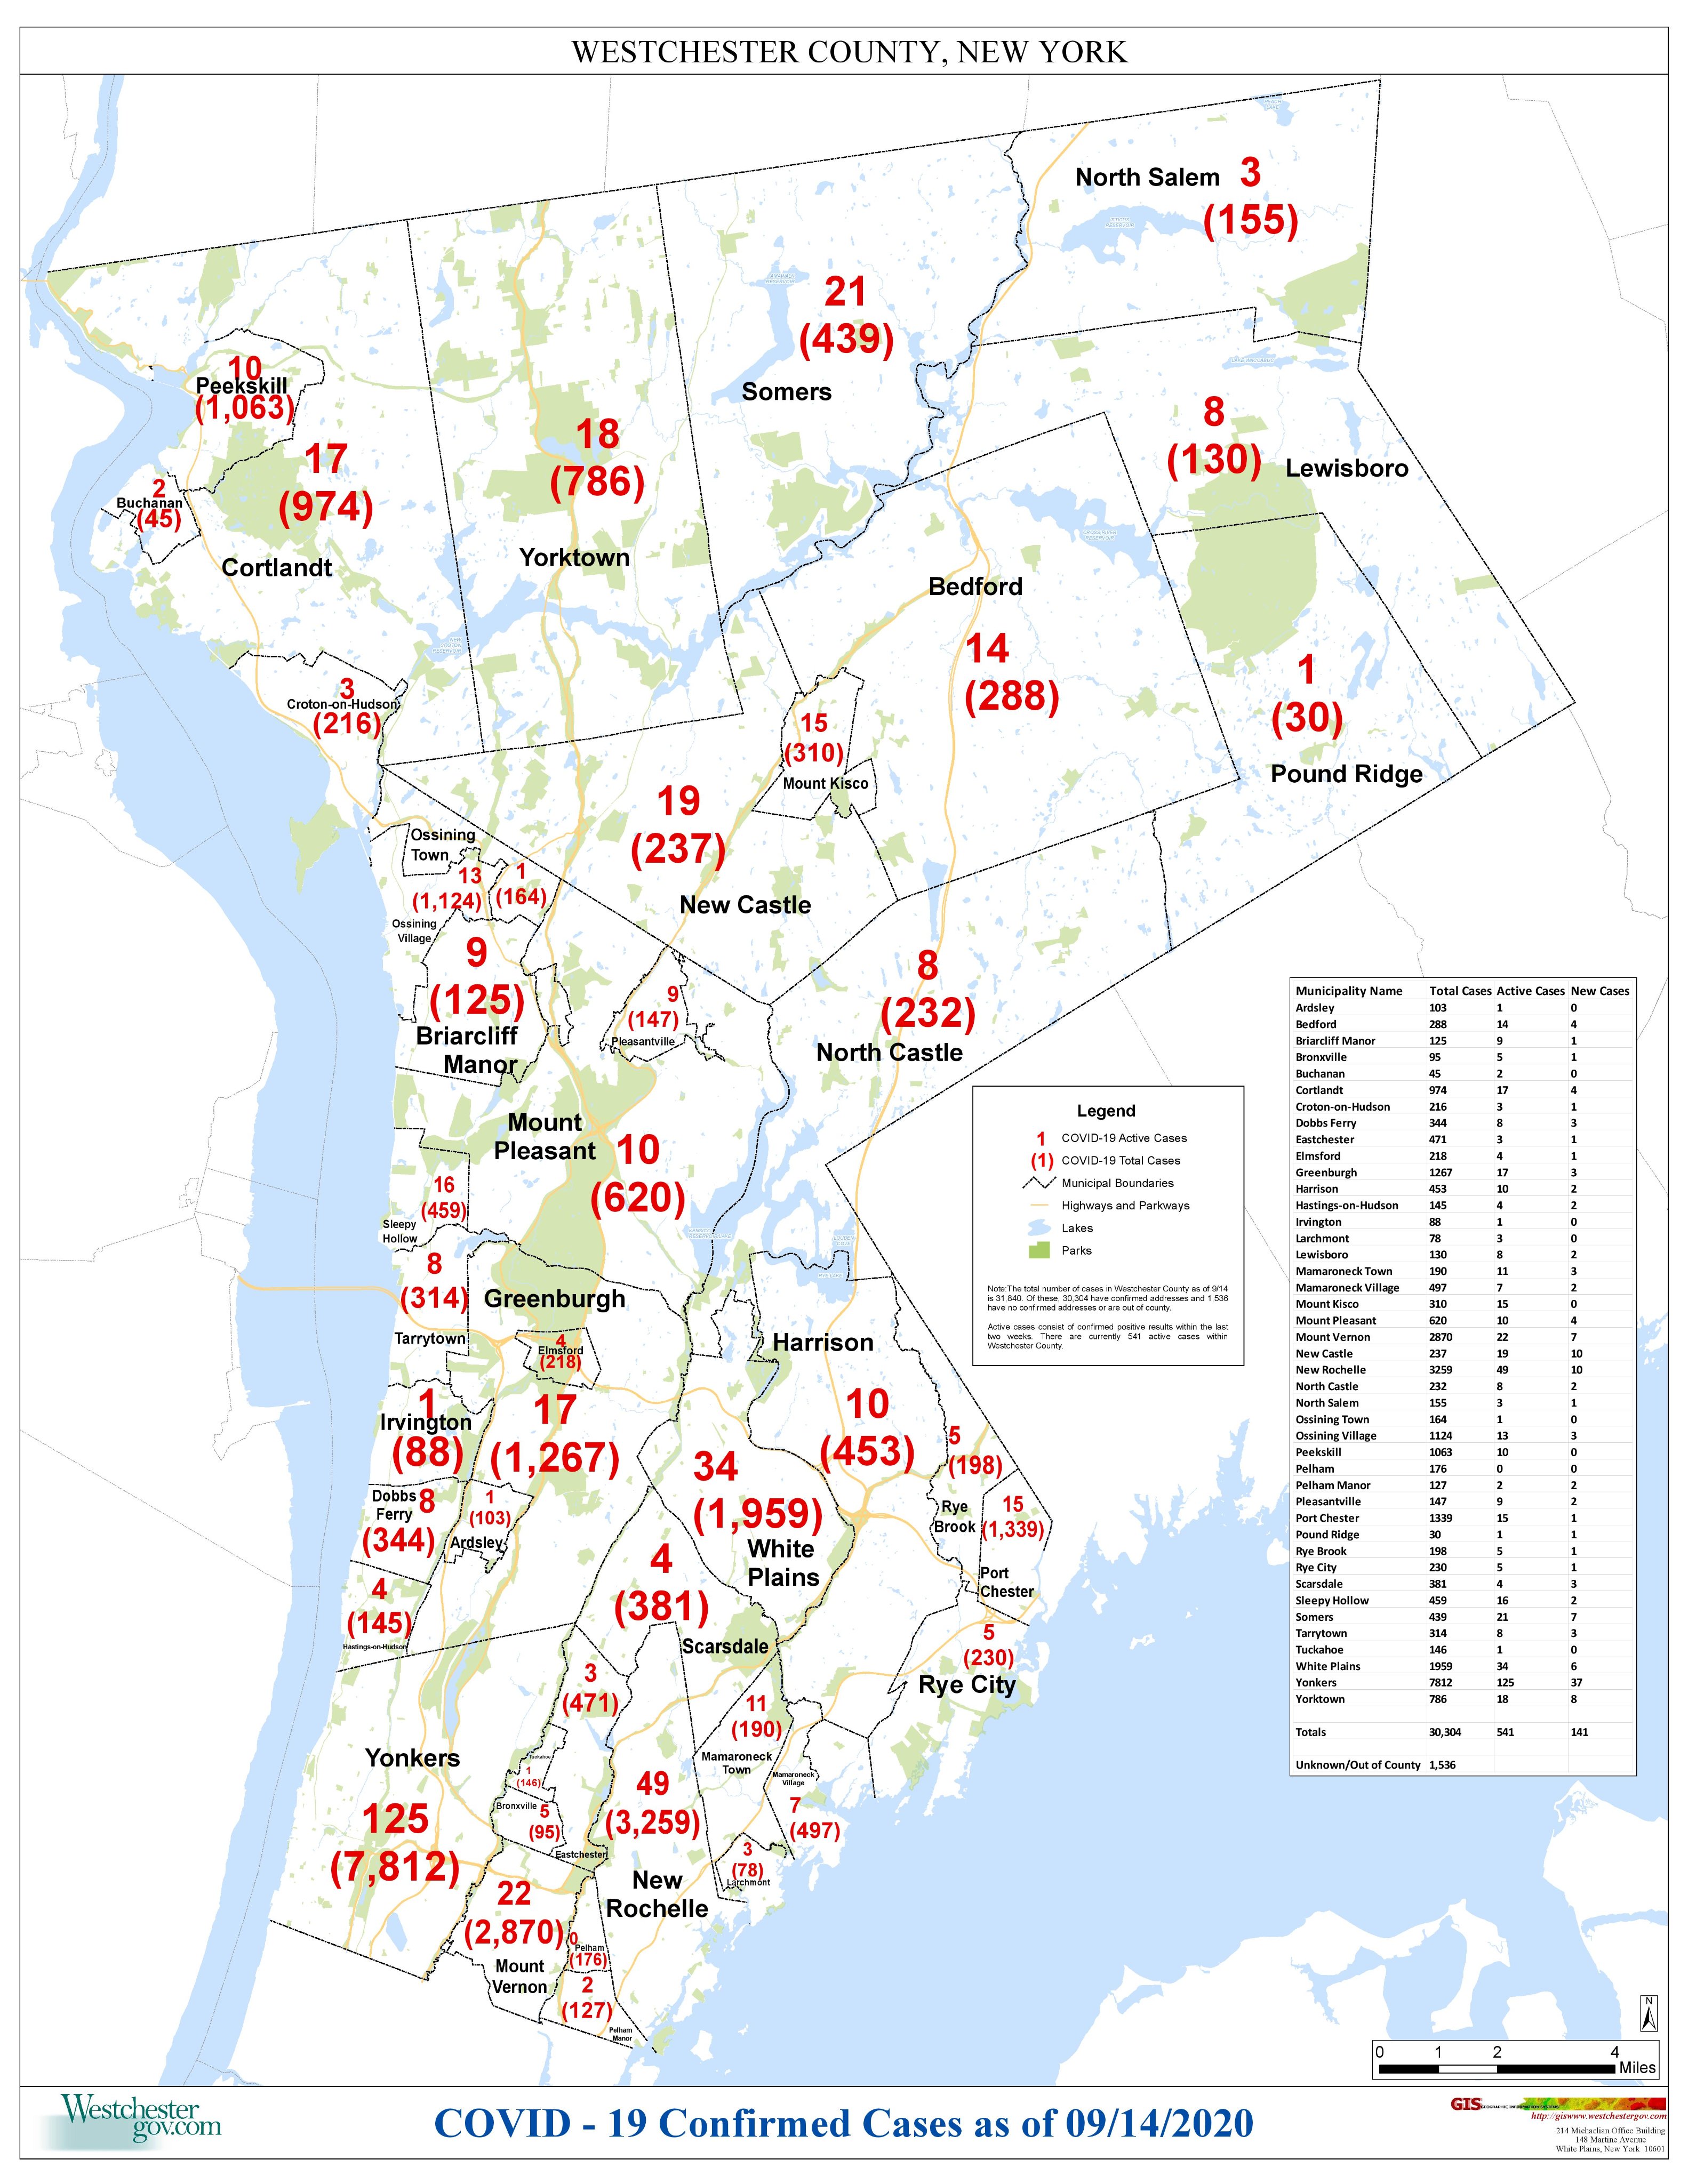 WESTCHESTER COUNTY, NEW YORK
North Salem 3
(155)
21
(439)
Somers
10
Peekskill
(1,063)
8
(130)
Lewisboro
18
(786)
Yorktown
17
(974)
Cortlandt
2
Buchanan
(45)
Bedford
14
(288)
1
(30)
Pound Ridge
3
Croton-on-Hudson
(216)
15
(310)
Mount Kisco
19
(237)
New Castle
Ossining
Town
13
(1,124)
1
(164)
Ossining
Village
9
(125)
Briarcliff
Manor
9
(147)
Pleasantville
8
(232)
North Castle
Mount
Pleasant
10
(620)
16
(459)
Sleepy
Hollow
8
(314)
Tarrytown
Greenburgh
4
Elmsford
(218)
Harrison
10
(453)
1
Irvington
(88)
17
(1,267)
34
(1,959)
White
Plains
5
(198)
Rye
Brook
15
(1,339)
Port
Chester
Dobbs
Ferry
8
(344)
1
(103)
Ardsley
4
(381)
Scarsdale
4
(145)
Hastings-on-Hudson
5
(230)
Rye City
3
(471)
11
(190)
Mamaroneck
Town
Mamaroneck
Village
7
(497)
Yonkers
125
(7,812)
Tuckahoe
1
(146)
Bronxville
5
(95)
Eastchester
49
(3,259)
New
Rochelle
3
(78)
Larchmont
22
(2,870)
Mount
Vernon
0
Pelham
(176)
2
(127)
Pelham
Manor
Legend
1 COVID-19 Active Cases
(1) COVID-19 Total Cases
Municipal Boundaries
Highways and Parkways
Lakes
Parks
Note:The total number of cases in Westchester County as of 9/14
is 31,840. Of these, 30,304 have confirmed addresses and 1,536
have no confirmed addresses or are out of county.
Active cases consist of confirmed positive results within the last
two weeks. There are currently 541 active cases within
Westchester County.
Municipality Name Total Cases Active Cases New Cases
Ardsley 103 1 0
Bedford 288 14 4
Briarcliff Manor 125 9 1
Bronxville 95 5 1
Buchanan 45 2 0
Cortlandt 974 17 4
Croton-on-Hudson 216 3 1
Dobbs Ferry 344 8 3
Eastchester 471 3 1
Elmsford 218 4 1
Greenburgh 1267 17 3
Harrison 453 10 2
Hastings-on-Hudson 145 4 2
Irvington 88 1 0
Larchmont 78 3 0
Lewisboro 130 8 2
Mamaroneck Town 190 11 3
Mamaroneck Village 497 7 2
Mount Kisco 310 15 0
Mount Pleasant 620 10 4
Mount Vernon 2870 22 7
New Castle 237 19 10
New Rochelle 3259 49 10
North Castle 232 8 2
North Salem 155 3 1
Ossining Town 164 1 0
Ossining Village 1124 13 3
Peekskill 1063 10 0
Pelham 176 0 0
Pelham Manor 127 2 2
Pleasantville 147 9 2
Port Chester 1339 15 1
Pound Ridge 30 1 1
Rye Brook 198 5 1
Rye City 230 5 1
Scarsdale 381 4 3
Sleepy Hollow 459 16 2
Somers 439 21 7
Tarrytown 314 8 3
Tuckahoe 146 1 0
White Plains 1959 34 6
Yonkers 7812 125 37
Yorktown 786 18 8
Totals 30,304 541 141
Unknown/Out of County 1,536
N
0 1 2 4
Miles
Westchester
gov.com
COVID - 19 Confirmed Cases as of 09/14/2020
GIS GEOGRAPHIC INFORMATION SYSTEMS
http://giswww.westchestergov.com
214 Michaelian Office Building
148 Martine Avenue
White Plains, New York 10601